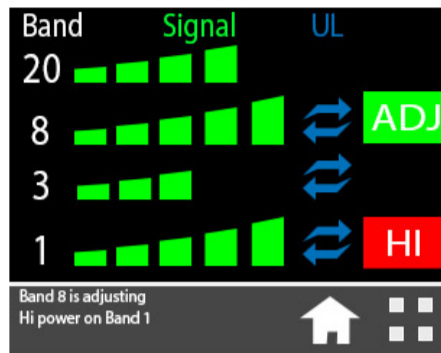 Band Signal UL
20
8 ADJ
3
1 HI
Band 8 is adjusting
Hi power on Band 1